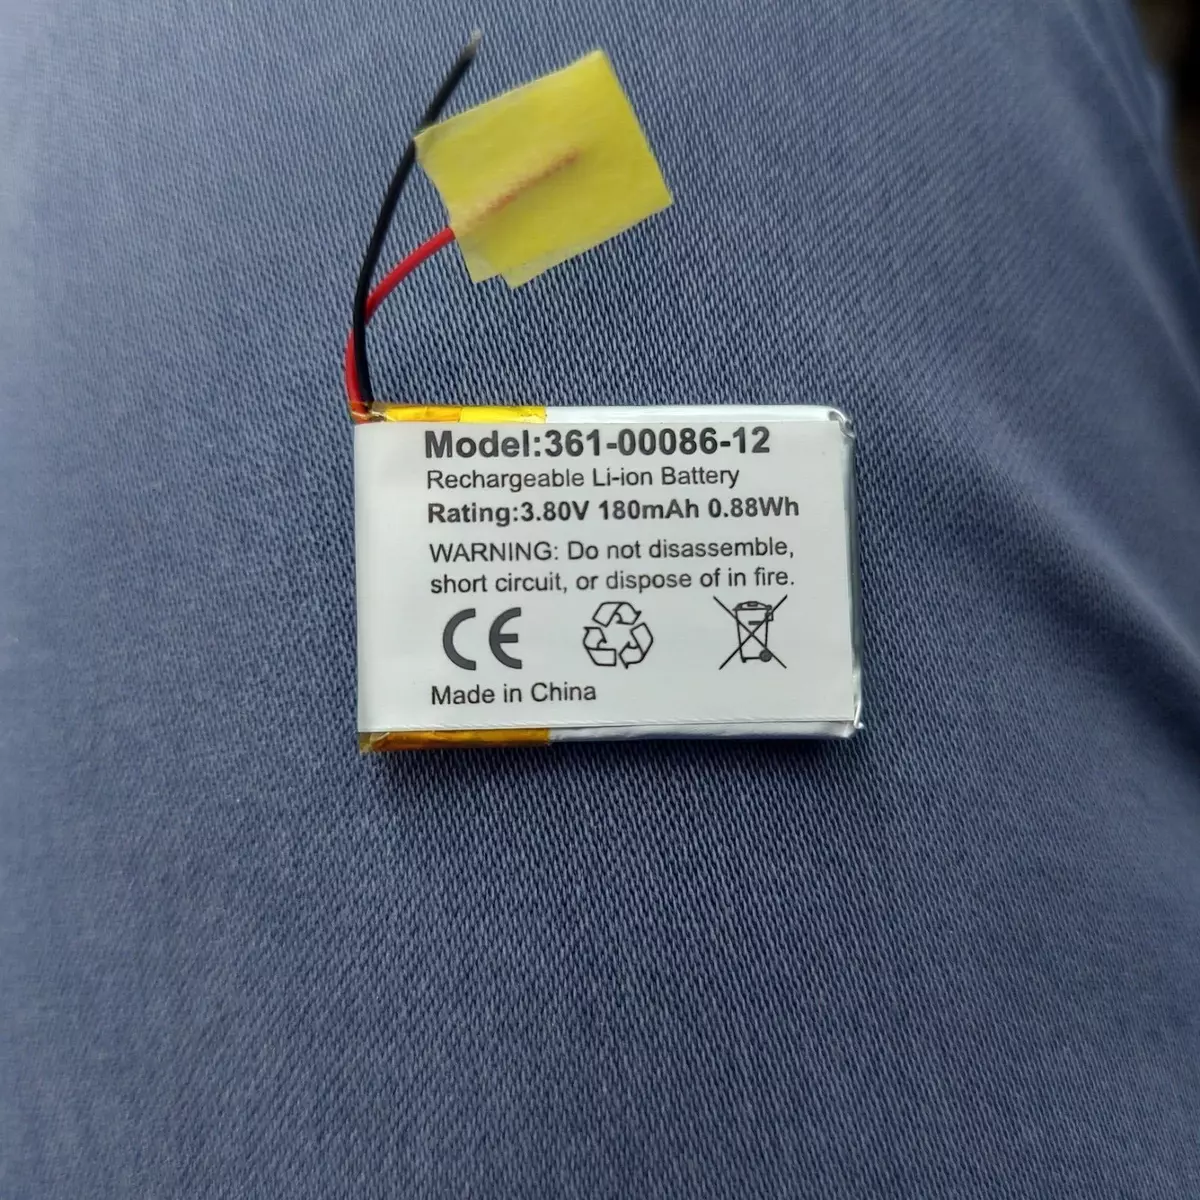 Model:361-00086-12
Rechargeable Li-ion Battery
Rating:3.80V 180mAh 0.88Wh
WARNING: Do not disassemble,
short circuit, or dispose of in fire.
CE
Made in China